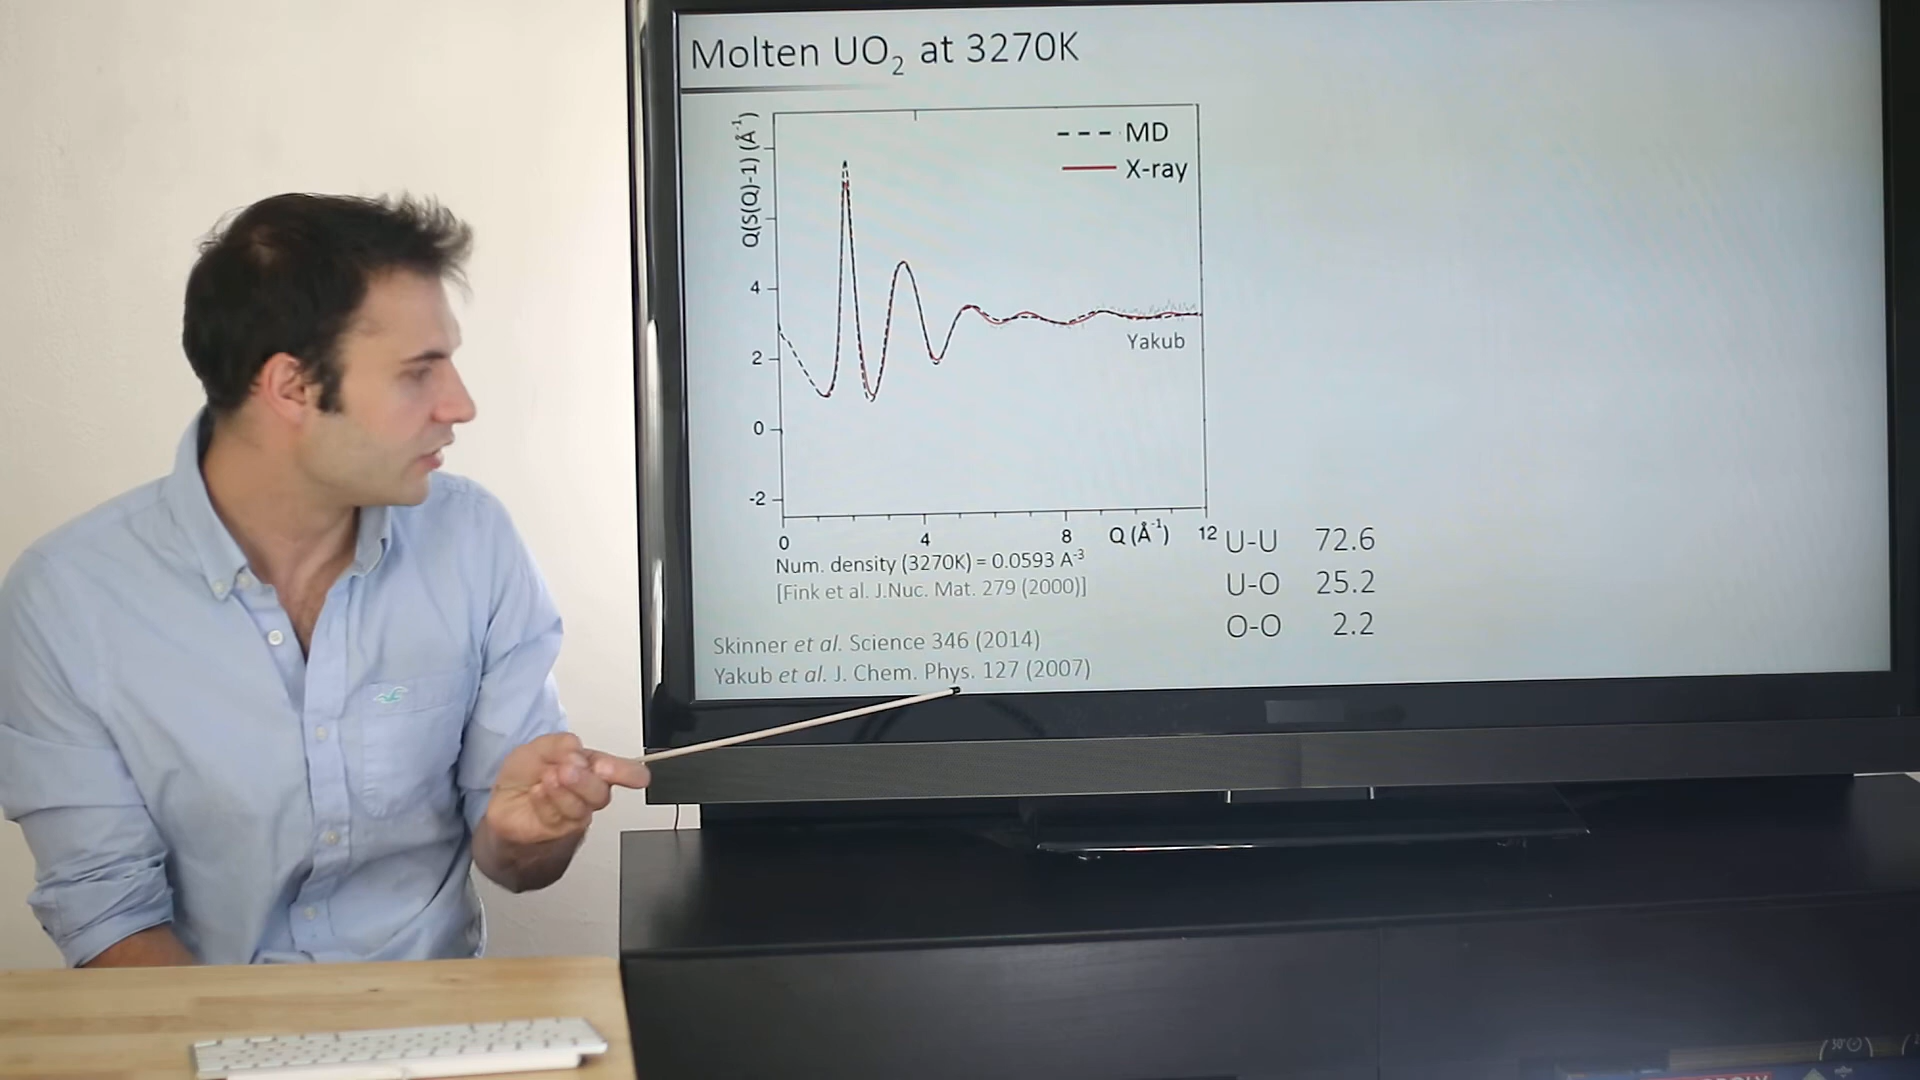 Molten UO₂ at 3270K
Q(S(Q)-1) (Å⁻¹)
MD
X-ray
4
2
0
-2
Yakub
0
4
8
Q (Å⁻¹)
12
Num. density (3270K) = 0.0593 A⁻³
[Fink et al. J.Nuc. Mat. 279 (2000)]
U-U 72.6
U-O 25.2
O-O 2.2
Skinner et al. Science 346 (2014)
Yakub et al. J. Chem. Phys. 127 (2007)